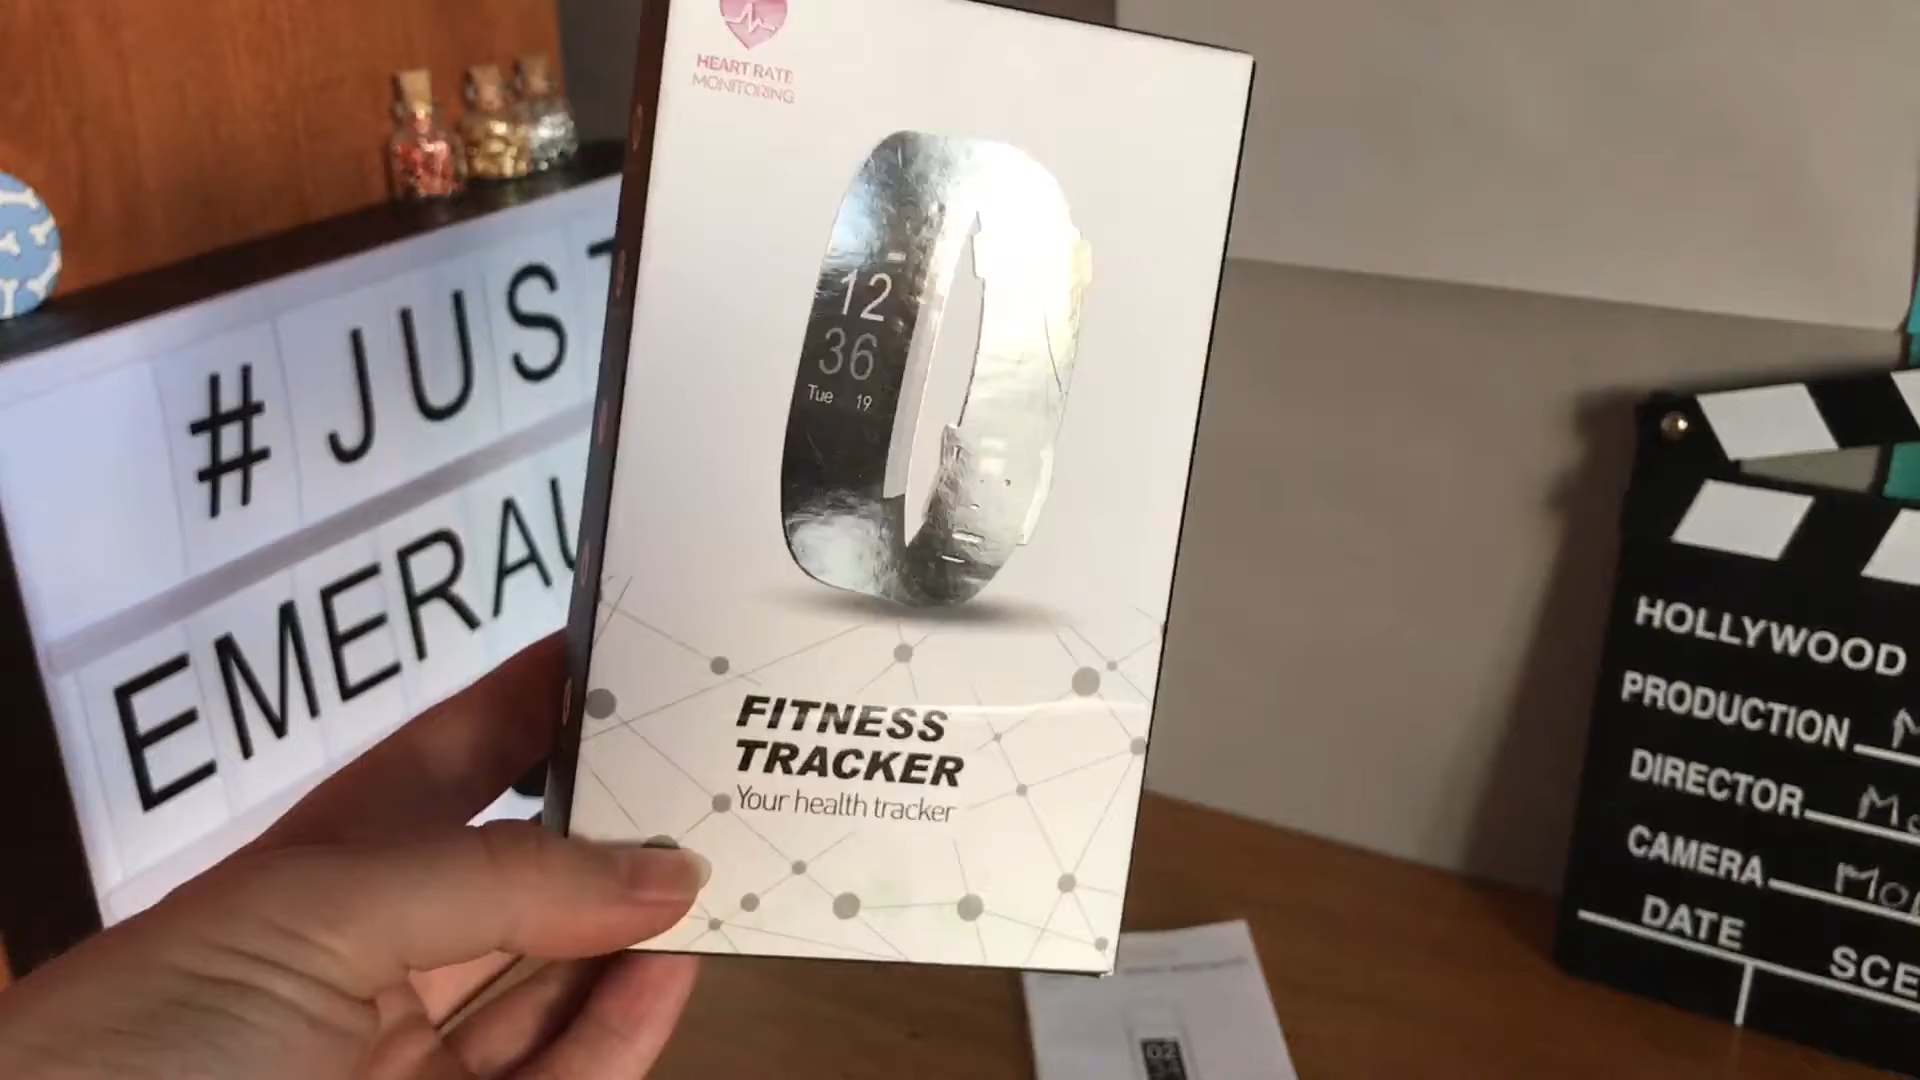 HEART RATE
MONITORING
12
36
Tue 19
FITNESS
TRACKER
Your health tracker
#JUST
EMERAU
HOLLYWOOD
PRODUCTION
DIRECTOR
CAMERA
DATE SCE
02